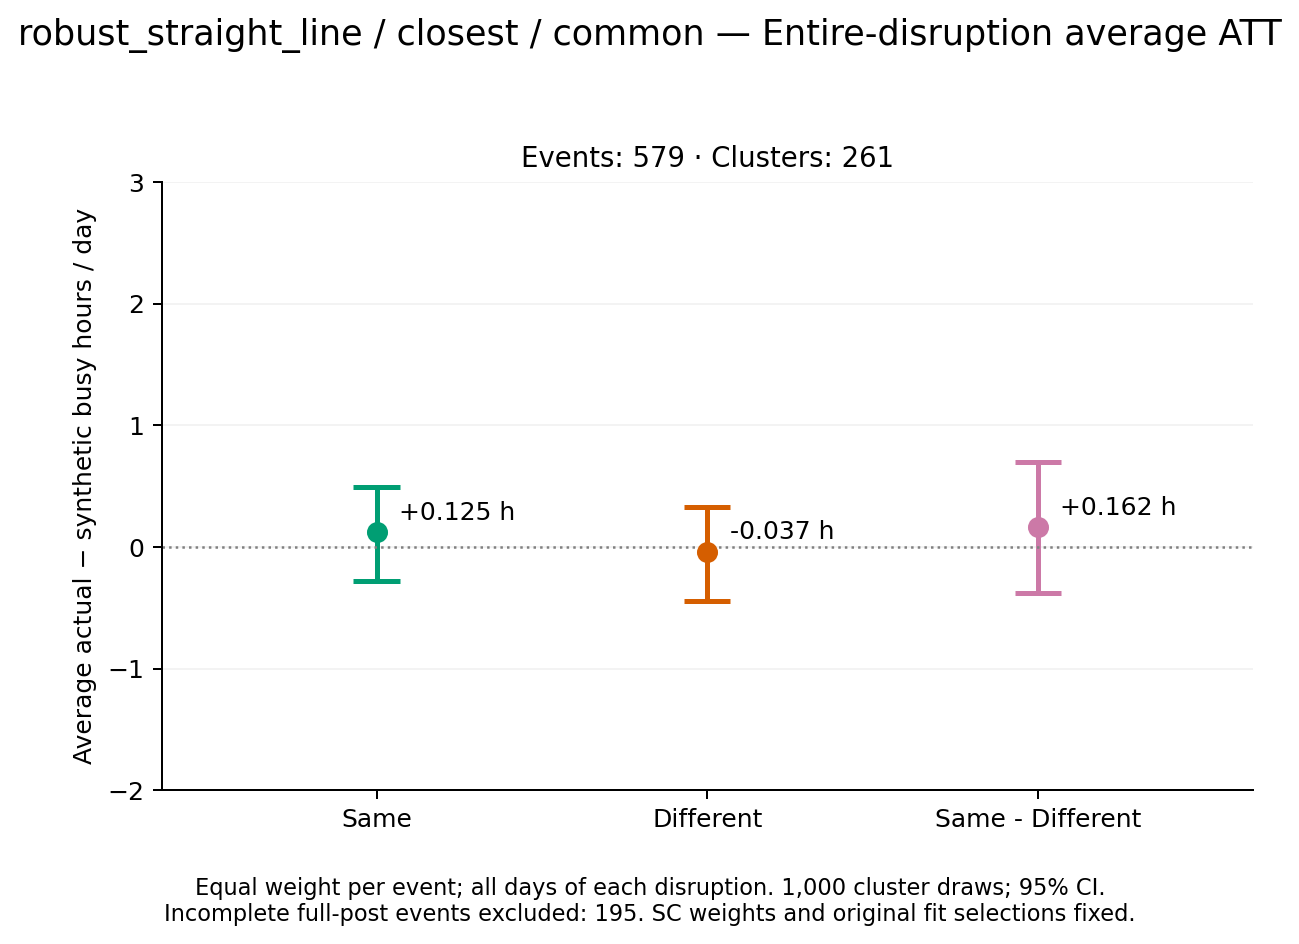 robust_straight_line / closest / common — Entire-disruption average ATT
Events: 579 · Clusters: 261
Average actual − synthetic busy hours / day
3
2
1
0
−1
−2
+0.125 h
-0.037 h
+0.162 h
Same
Different
Same - Different
Equal weight per event; all days of each disruption. 1,000 cluster draws; 95% CI.
Incomplete full-post events excluded: 195. SC weights and original fit selections fixed.